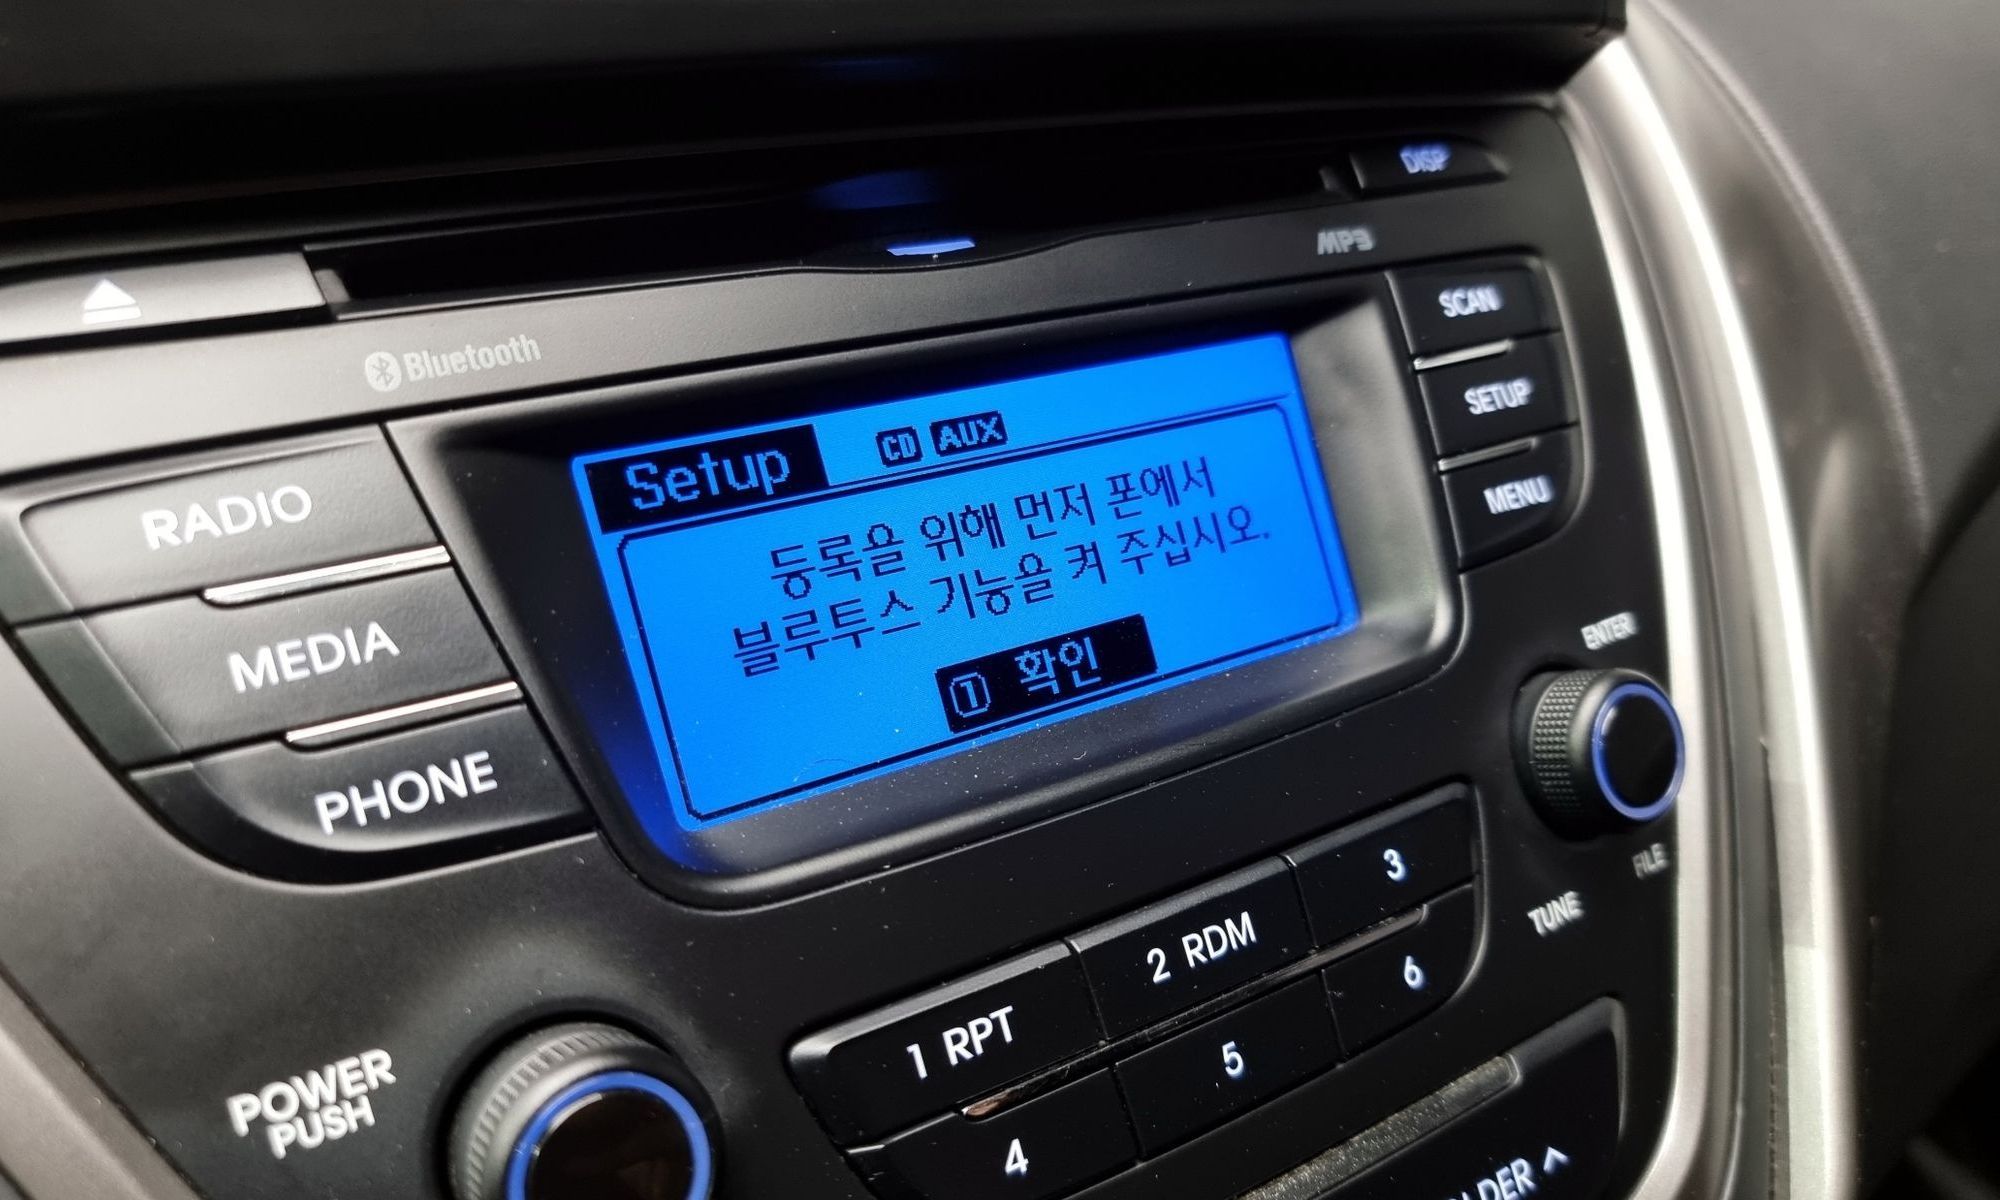 DISP
MP3
Bluetooth
SCAN
SETUP
MENU
RADIO
MEDIA
PHONE
Setup CD AUX
등록을 위해 먼저 폰에서
블루투스 기능을 켜 주십시오.
① 확인
ENTER
FILE
TUNE
POWER
PUSH
1 RPT
2 RDM
3
4
5
6